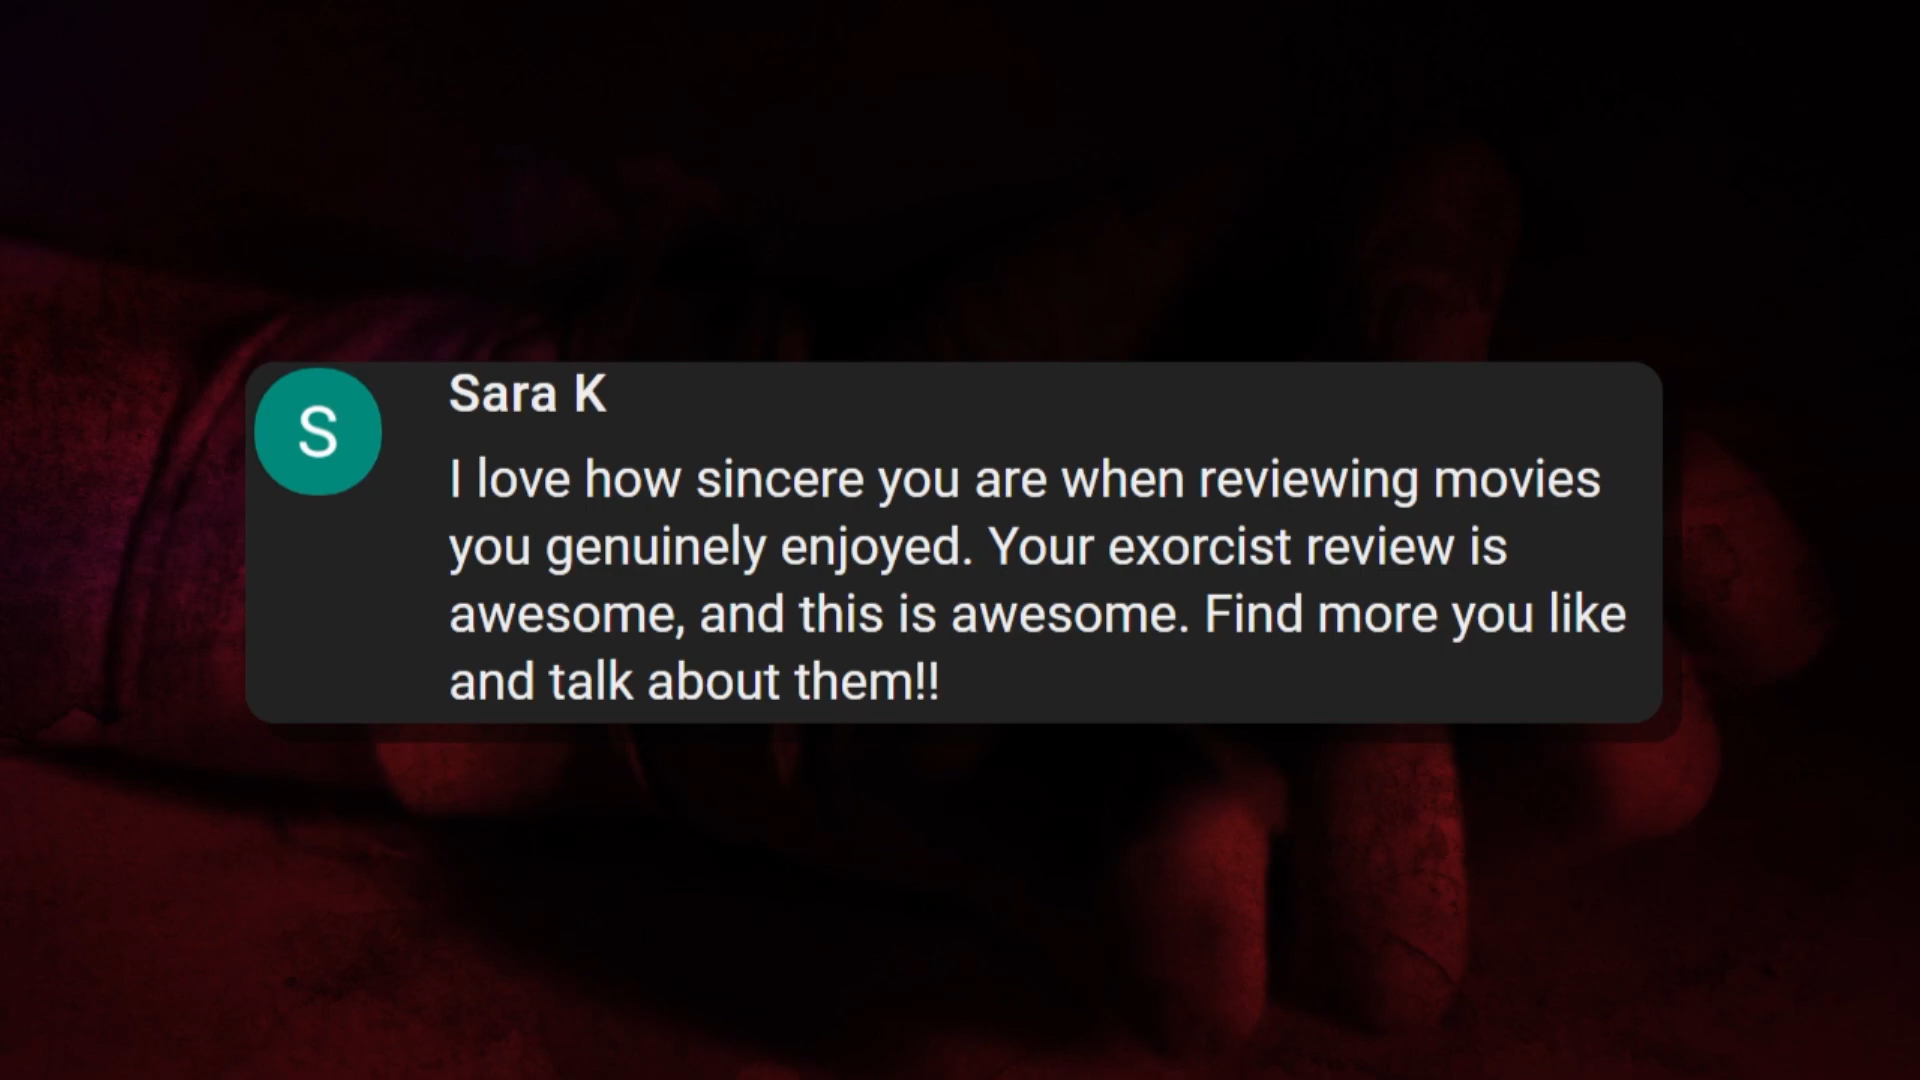 S
Sara K
I love how sincere you are when reviewing movies
you genuinely enjoyed. Your exorcist review is
awesome, and this is awesome. Find more you like
and talk about them!!